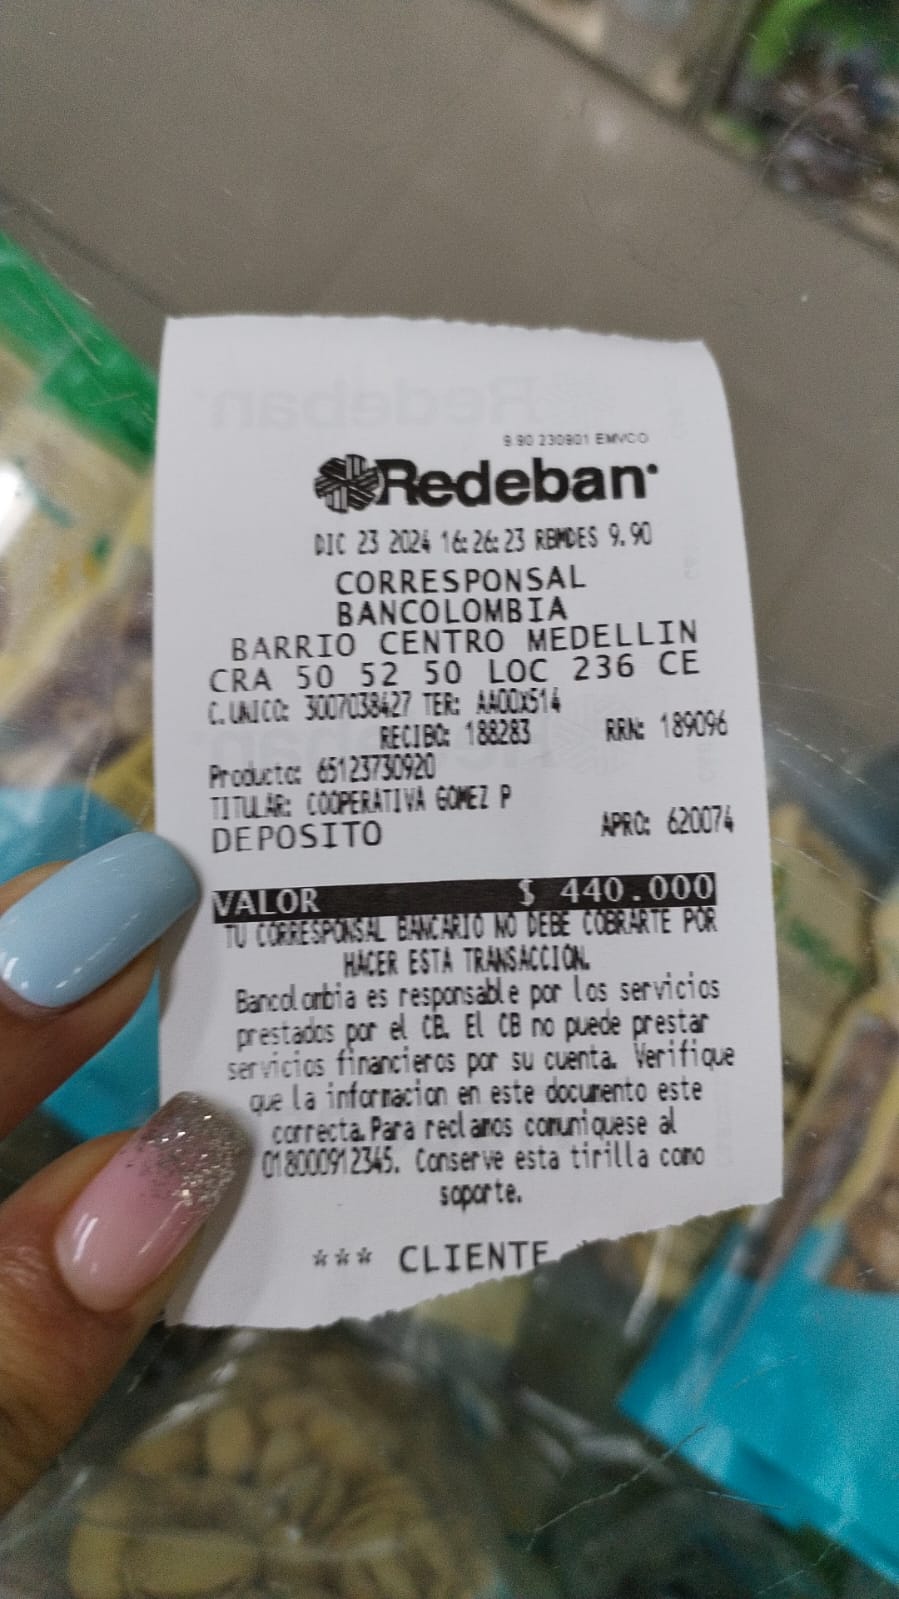 9.90 230901 EMVCO
Redeban
DIC 23 2024 16:26:23 RBMDES 9.90
CORRESPONSAL
BANCOLOMBIA
BARRIO CENTRO MEDELLIN
CRA 50 52 50 LOC 236 CE
C.UNICO: 3007038427 TER: AA00X514
RECIBO: 188283 RRN: 189096
Producto: 65123730920
TITULAR: COOPERATIVA GOMEZ P
DEPOSITO APRO: 620074
VALOR $ 440.000
TU CORRESPONSAL BANCARIO NO DEBE COBRARTE POR
HACER ESTA TRANSACCION.
Bancolombia es responsable por los servicios
prestados por el CB. El CB no puede prestar
servicios financieros por su cuenta. Verifique
que la informacion en este documento este
correcta.Para reclamos comuniquese al
018000912345. Conserve esta tirilla como
soporte.
*** CLIENTE